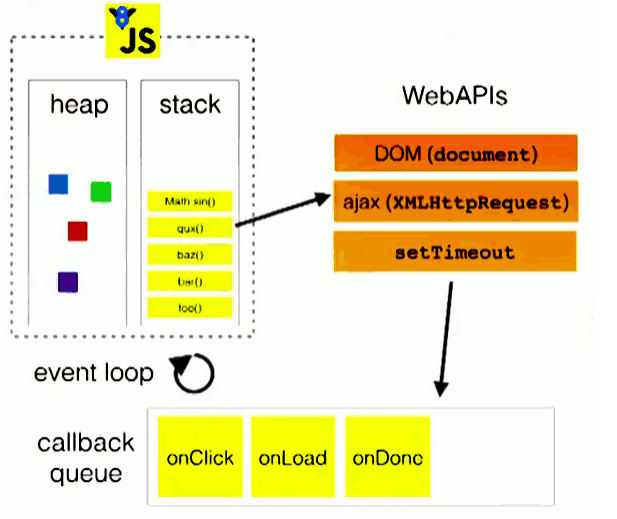 JS
heap
stack
WebAPIs
DOM (document)
ajax (XMLHttpRequest)
setTimeout
Math sin()
qux()
baz()
bar()
foo()
event loop
callback
queue
onClick
onLoad
onDone